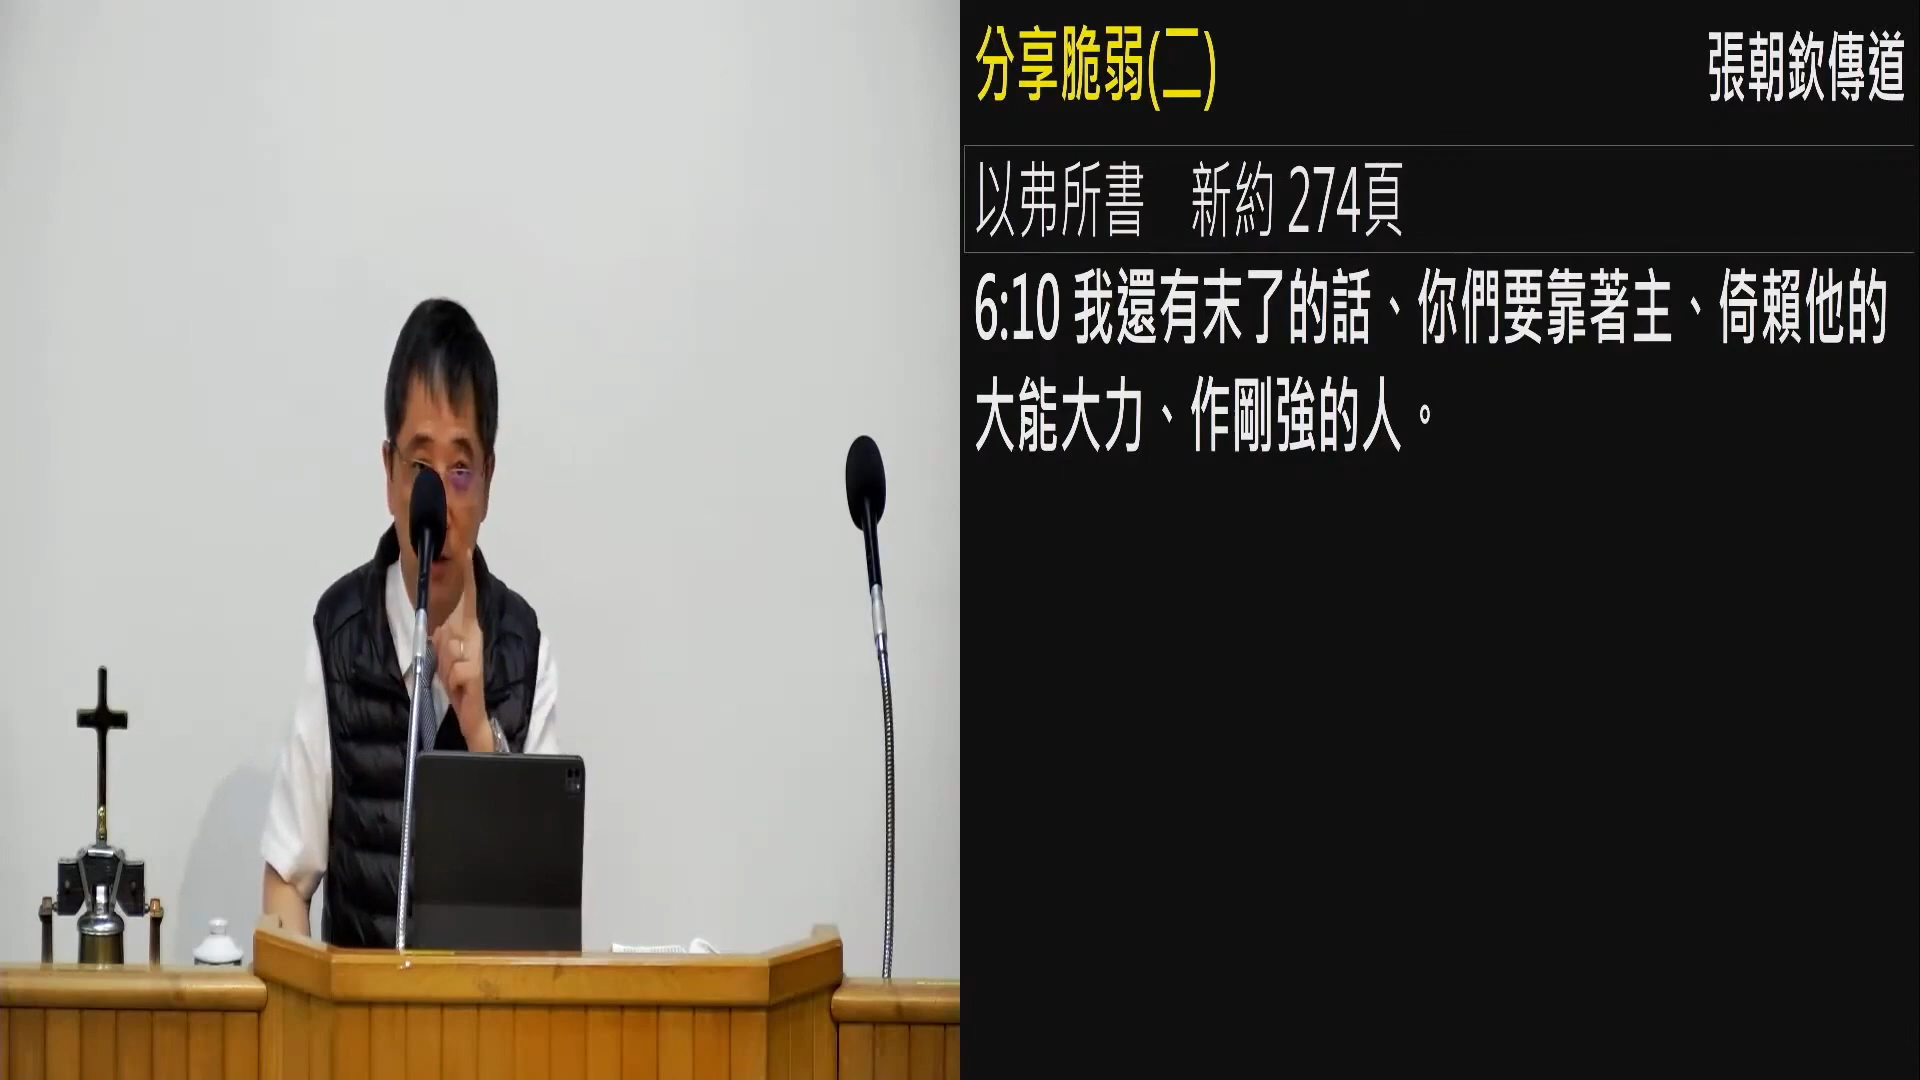 分享脆弱(二)
張朝欽傳道
以弗所書　新約 274頁
6:10 我還有末了的話、你們要靠著主、倚賴他的
大能大力、作剛強的人。